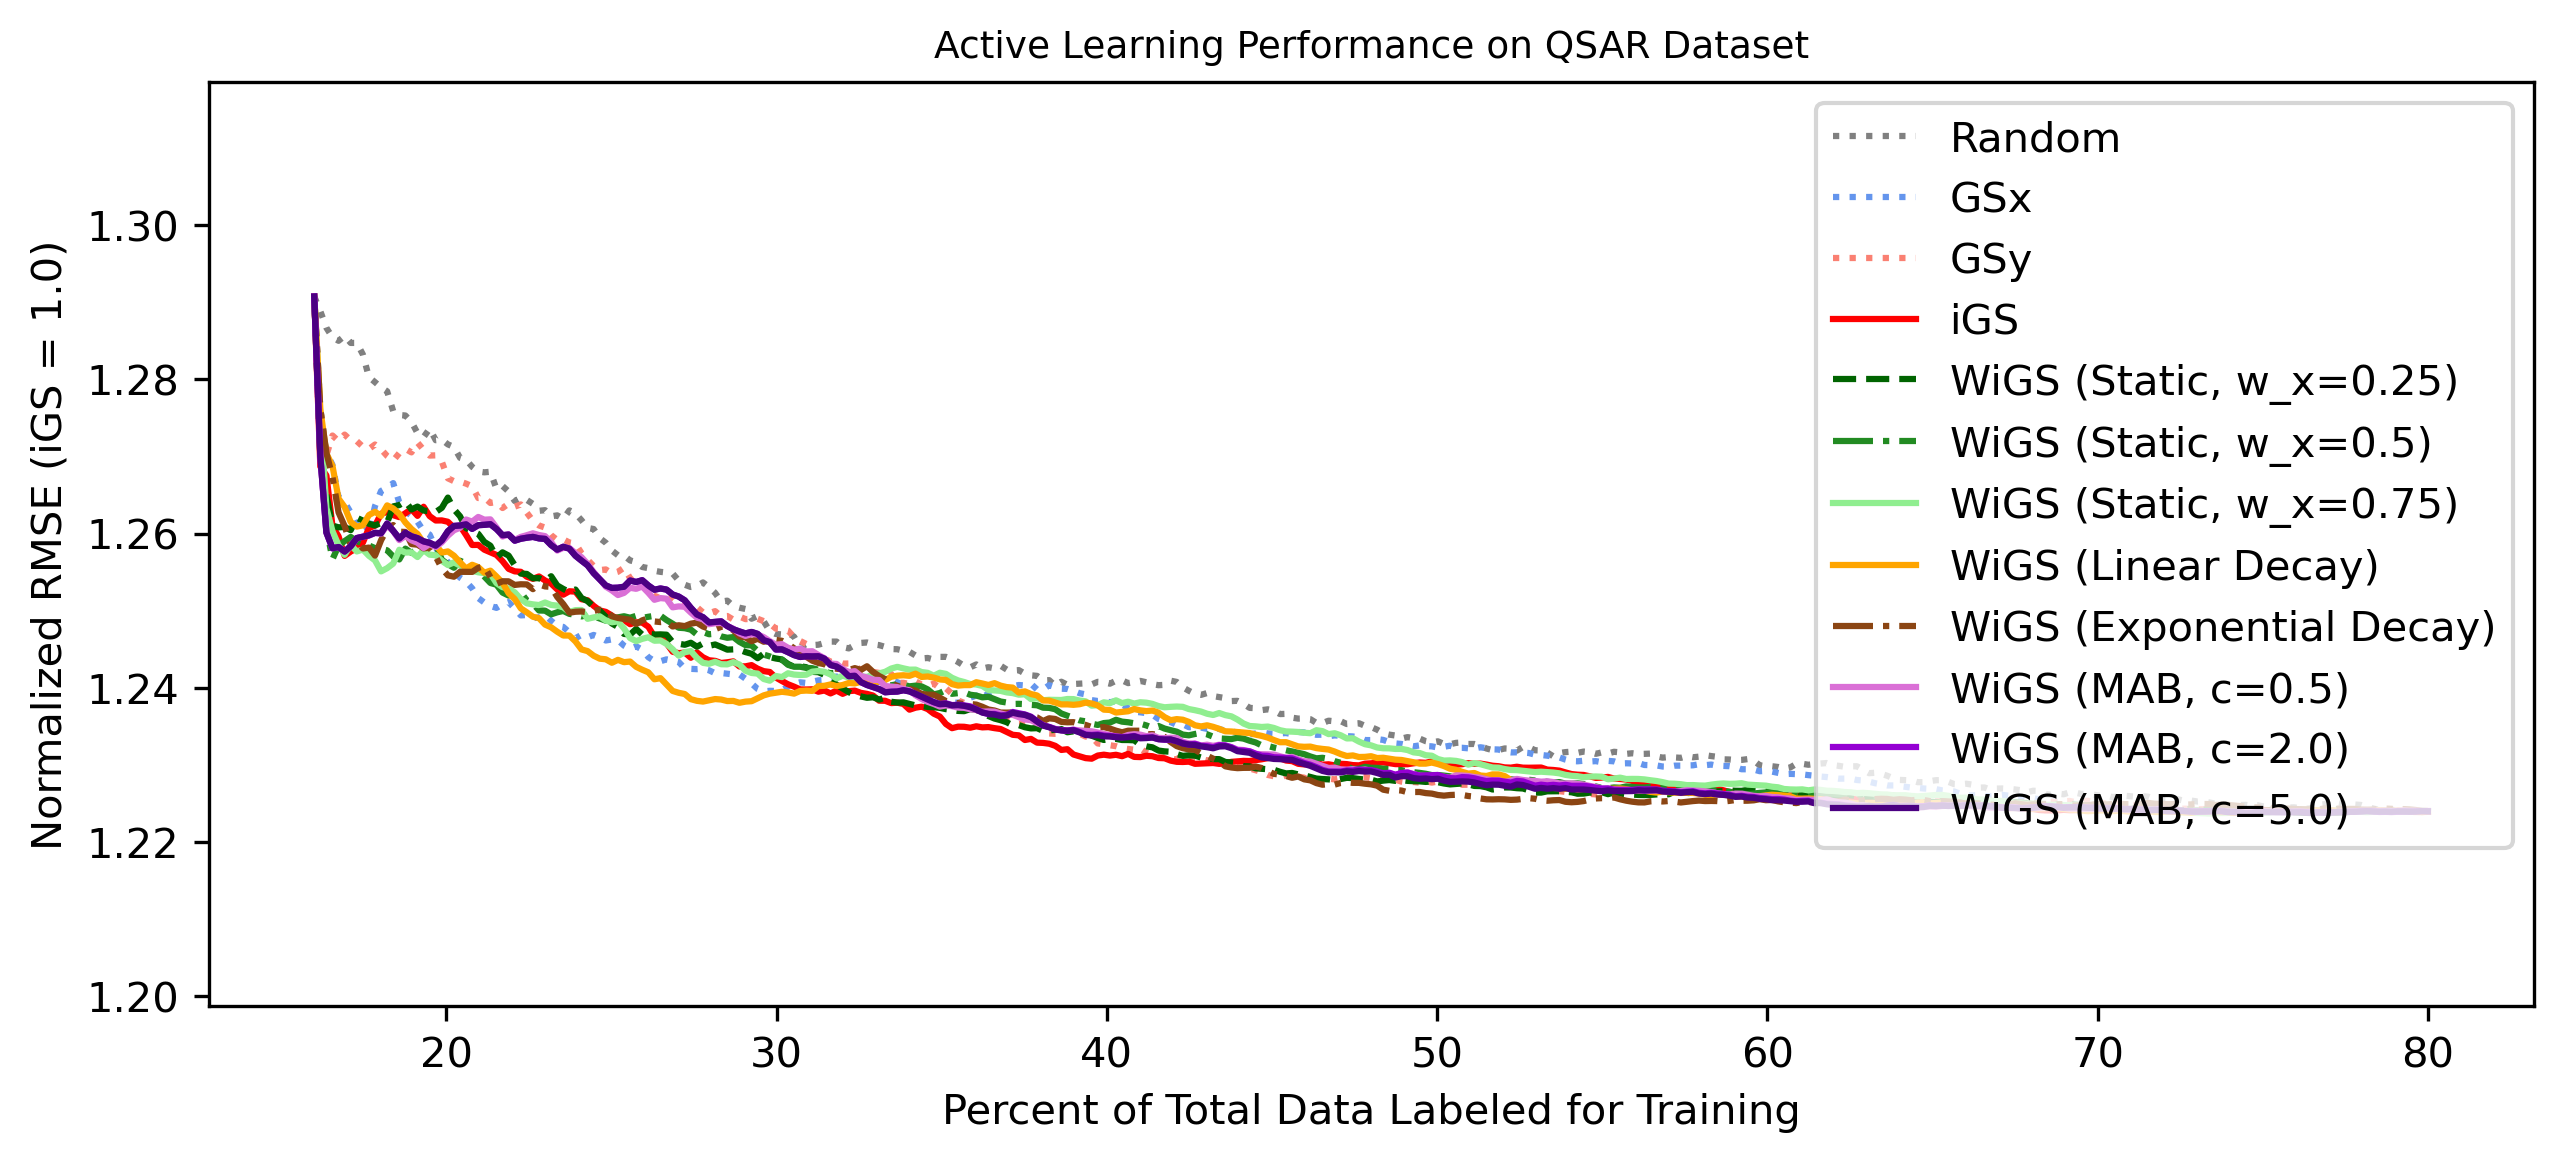 Active Learning Performance on QSAR Dataset
Normalized RMSE (iGS = 1.0)
1.30
1.28
1.26
1.24
1.22
1.20
Random
GSx
GSy
iGS
WiGS (Static, w_x=0.25)
WiGS (Static, w_x=0.5)
WiGS (Static, w_x=0.75)
WiGS (Linear Decay)
WiGS (Exponential Decay)
WiGS (MAB, c=0.5)
WiGS (MAB, c=2.0)
WiGS (MAB, c=5.0)
20
30
40
50
60
70
80
Percent of Total Data Labeled for Training